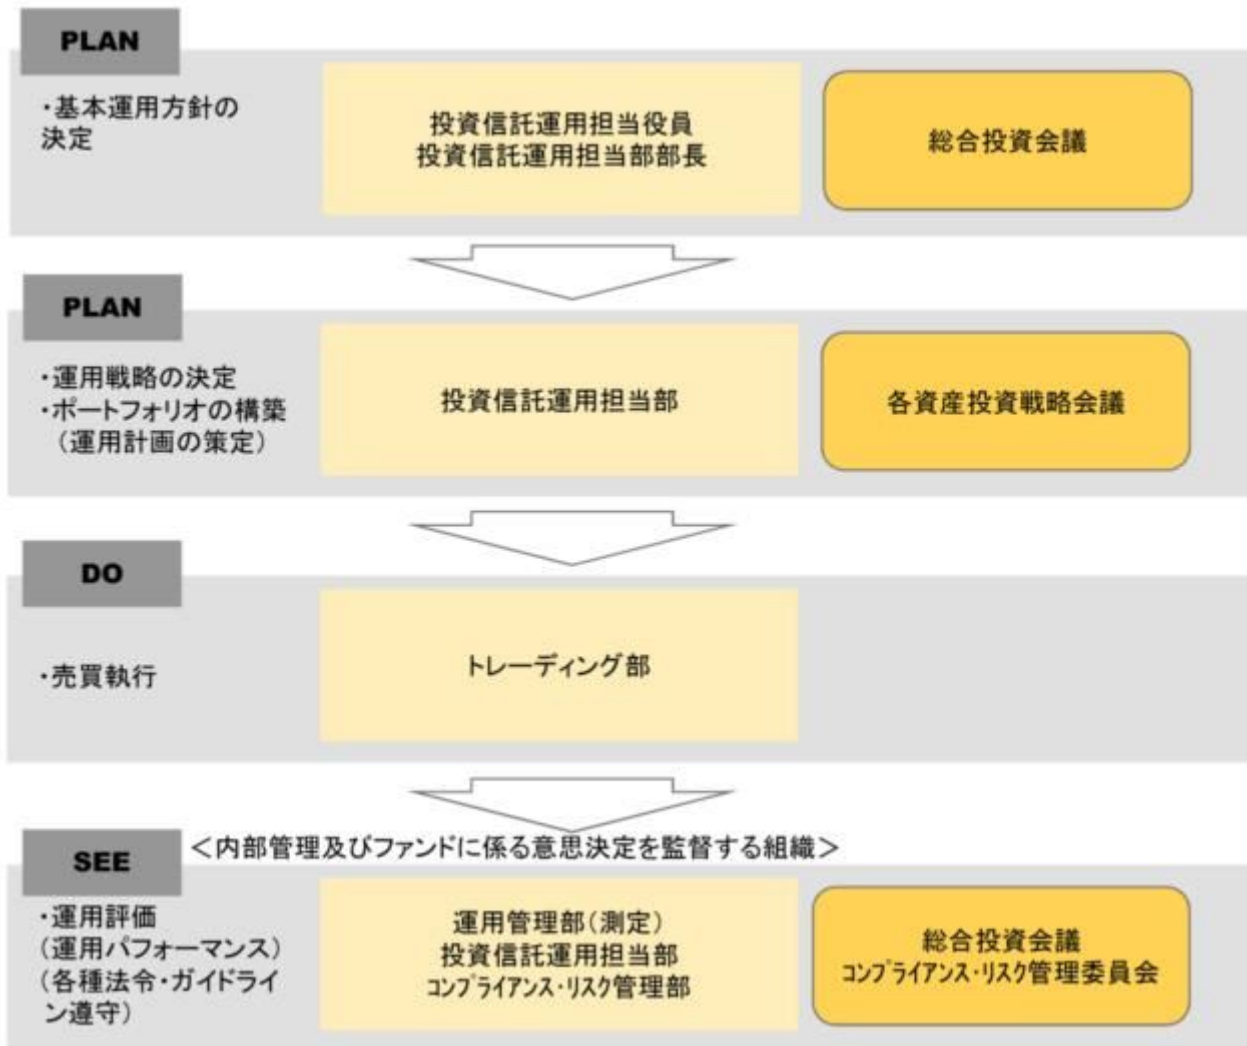 PLAN
・基本運用方針の
決定
投資信託運用担当役員
投資信託運用担当部部長
総合投資会議
PLAN
・運用戦略の決定
・ポートフォリオの構築
(運用計画の策定)
投資信託運用担当部
各資産投資戦略会議
DO
・売買執行
トレーディング部
SEE
<内部管理及びファンドに係る意思決定を監督する組織>
・運用評価
(運用パフォーマンス)
(各種法令・ガイドライ
ン遵守)
運用管理部(測定)
投資信託運用担当部
コンプライアンス・リスク管理部
総合投資会議
コンプライアンス・リスク管理委員会